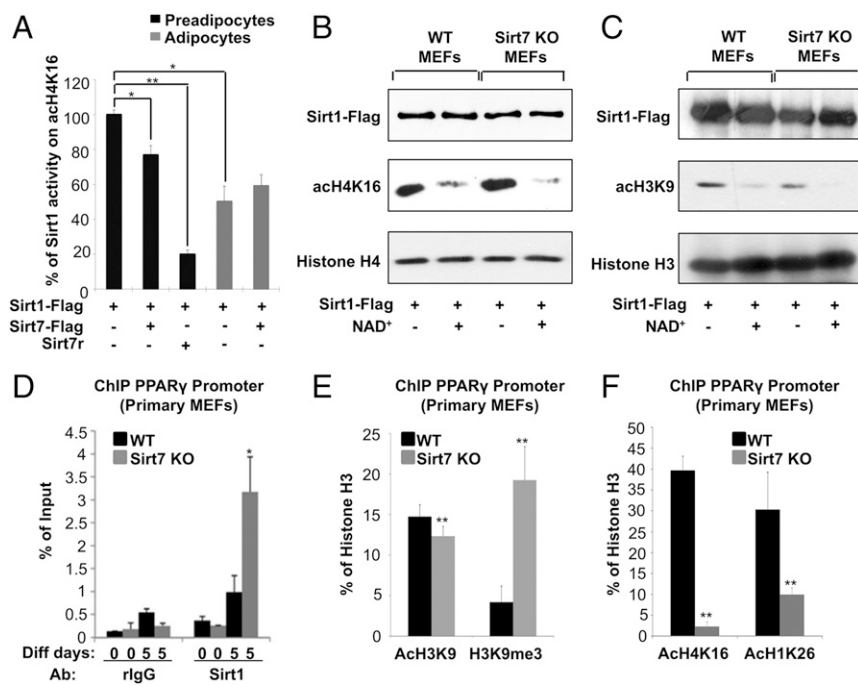 A
Preadipocytes
Adipocytes
% of Sirt1 activity on acH4K16
120
100
80
60
40
20
0
*
**
*
Sirt1-Flag + + + + +
Sirt7-Flag - + - - +
Sirt7r - - + - -
B
WT MEFs
Sirt7 KO MEFs
Sirt1-Flag
acH4K16
Histone H4
Sirt1-Flag + + + +
NAD+ - + - +
C
WT MEFs
Sirt7 KO MEFs
Sirt1-Flag
acH3K9
Histone H3
Sirt1-Flag + + + +
NAD+ - + - +
D
ChIP PPARγ Promoter
(Primary MEFs)
WT
Sirt7 KO
% of Input
4.5
4
3.5
3
2.5
2
1.5
1
0.5
0
*
Diff days: 0 0 5 5 0 0 5 5
Ab: rIgG Sirt1
E
ChIP PPARγ Promoter
(Primary MEFs)
WT
Sirt7 KO
% of Histone H3
25
20
15
10
5
0
**
**
AcH3K9 H3K9me3
F
ChIP PPARγ Promoter
(Primary MEFs)
WT
Sirt7 KO
% of Histone H3
50
45
40
35
30
25
20
15
10
5
0
**
**
AcH4K16 AcH1K26